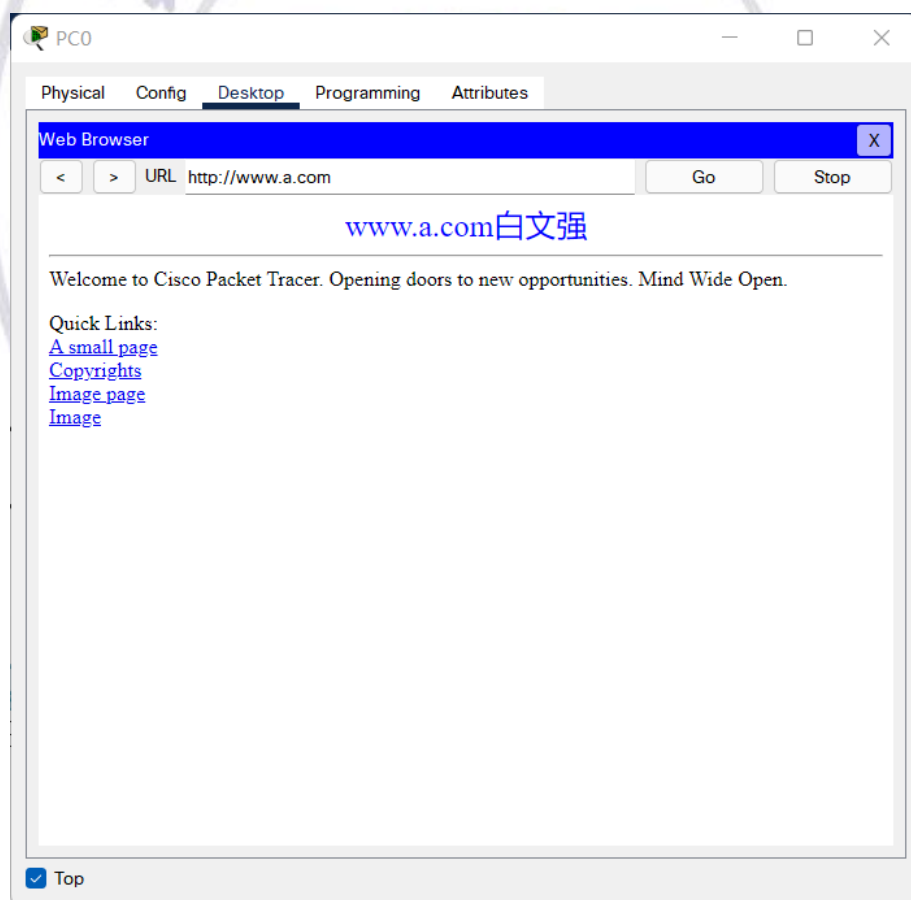 PC0
Physical Config Desktop Programming Attributes
Web Browser X
< > URL http://www.a.com Go Stop
www.a.com白文强
Welcome to Cisco Packet Tracer. Opening doors to new opportunities. Mind Wide Open.
Quick Links:
A small page
Copyrights
Image page
Image
Top